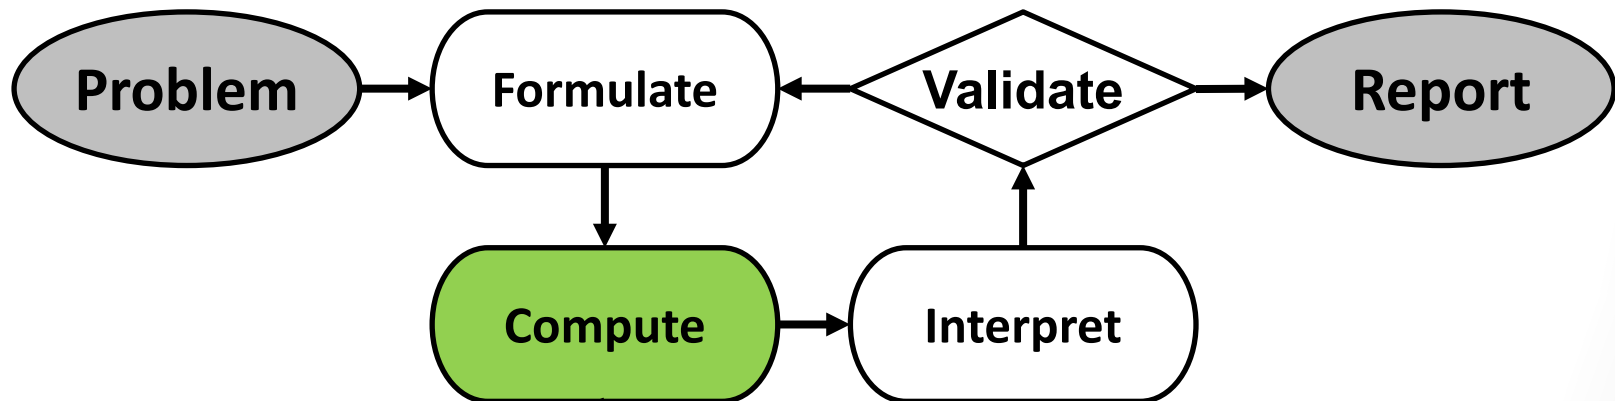 Problem
Formulate
Validate
Report
Compute
Interpret